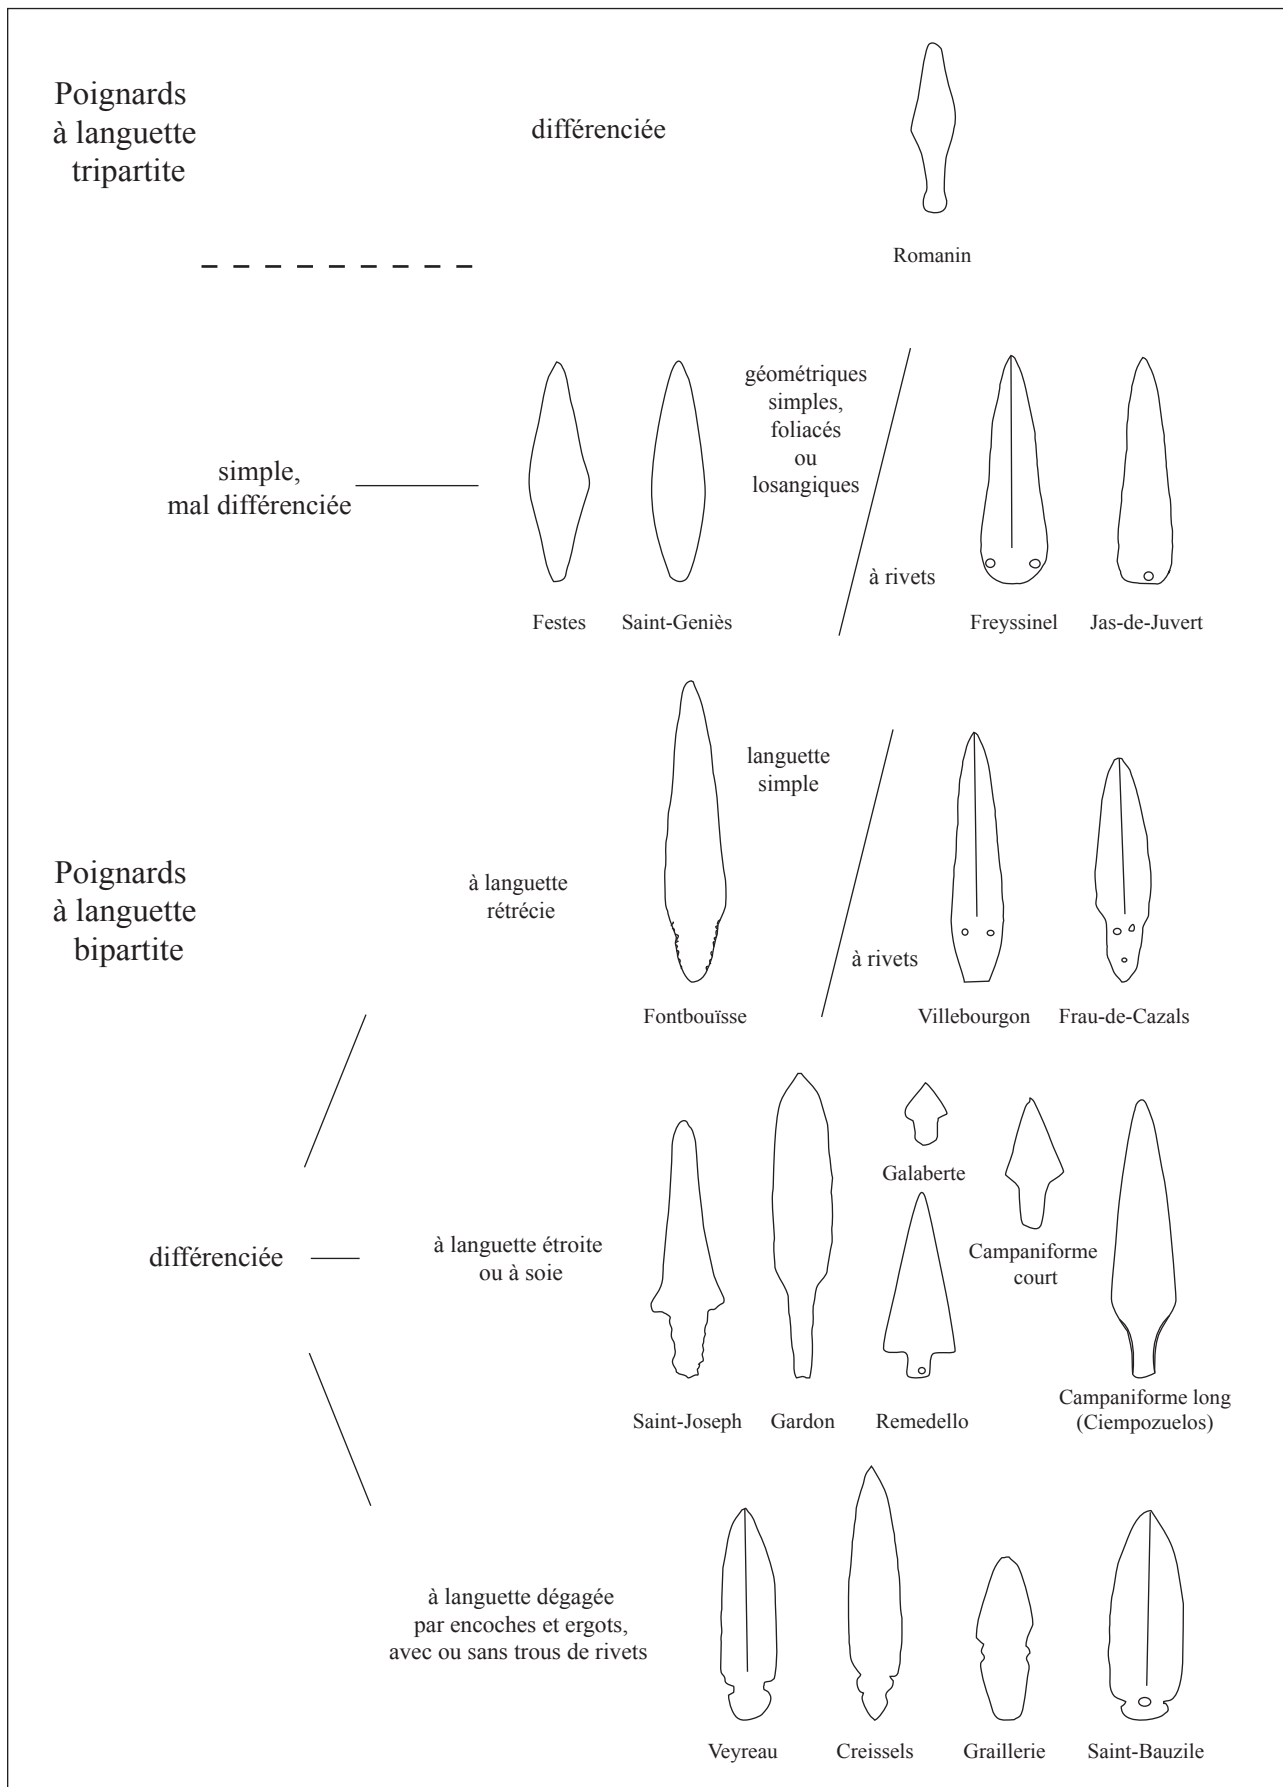 Poignards
à languette
tripartite
différenciée
Romanin
simple,
mal différenciée
géométriques
simples,
foliacés
ou
losangiques
à rivets
Festes
Saint-Geniès
Freyssinel
Jas-de-Juvert
languette
simple
à languette
rétrécie
à rivets
Poignards
à languette
bipartite
Fontbouïsse
Villebourgon
Frau-de-Cazals
Galaberte
différenciée
à languette étroite
ou à soie
Campaniforme
court
Saint-Joseph
Gardon
Remedello
Campaniforme long
(Ciempozuelos)
à languette dégagée
par encoches et ergots,
avec ou sans trous de rivets
Veyreau
Creissels
Graillerie
Saint-Bauzile